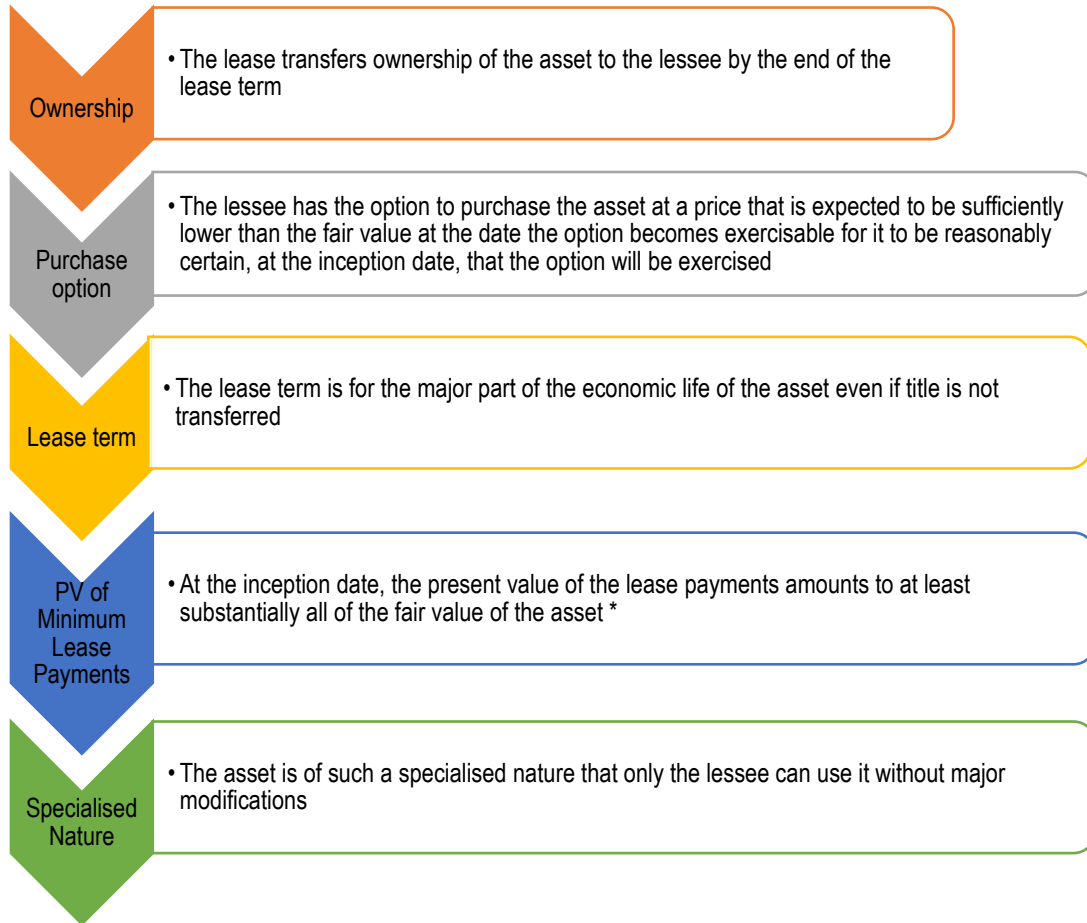 Ownership
• The lease transfers ownership of the asset to the lessee by the end of the
lease term
Purchase
option
• The lessee has the option to purchase the asset at a price that is expected to be sufficiently
lower than the fair value at the date the option becomes exercisable for it to be reasonably
certain, at the inception date, that the option will be exercised
Lease term
• The lease term is for the major part of the economic life of the asset even if title is not
transferred
PV of
Minimum
Lease
Payments
• At the inception date, the present value of the lease payments amounts to at least
substantially all of the fair value of the asset *
Specialised
Nature
• The asset is of such a specialised nature that only the lessee can use it without major
modifications